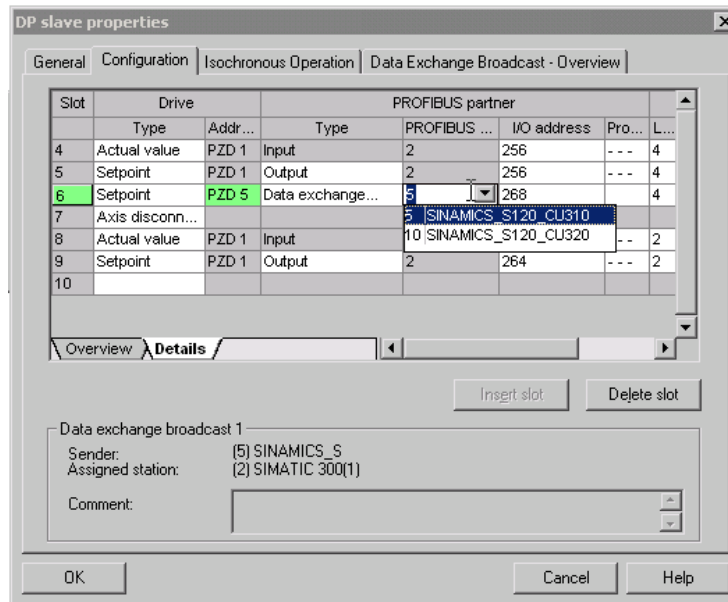 DP slave properties
General Configuration Isochronous Operation Data Exchange Broadcast - Overview
Slot Drive PROFIBUS partner
Type Addr... Type PROFIBUS ... I/O address Pro... L...
4 Actual value PZD 1 Input 2 256 - - - 4
5 Setpoint PZD 1 Output 2 256 - - - 4
6 Setpoint PZD 5 Data exchange... 5 268 4
7 Axis disconn... 5 SINAMICS_S120_CU310
8 Actual value PZD 1 Input 10 SINAMICS_S120_CU320 - - - 2
9 Setpoint PZD 1 Output 2 264 - - - 2
10
Overview Details
Insert slot Delete slot
Data exchange broadcast 1
Sender: (5) SINAMICS_S
Assigned station: (2) SIMATIC 300(1)
Comment:
OK Cancel Help